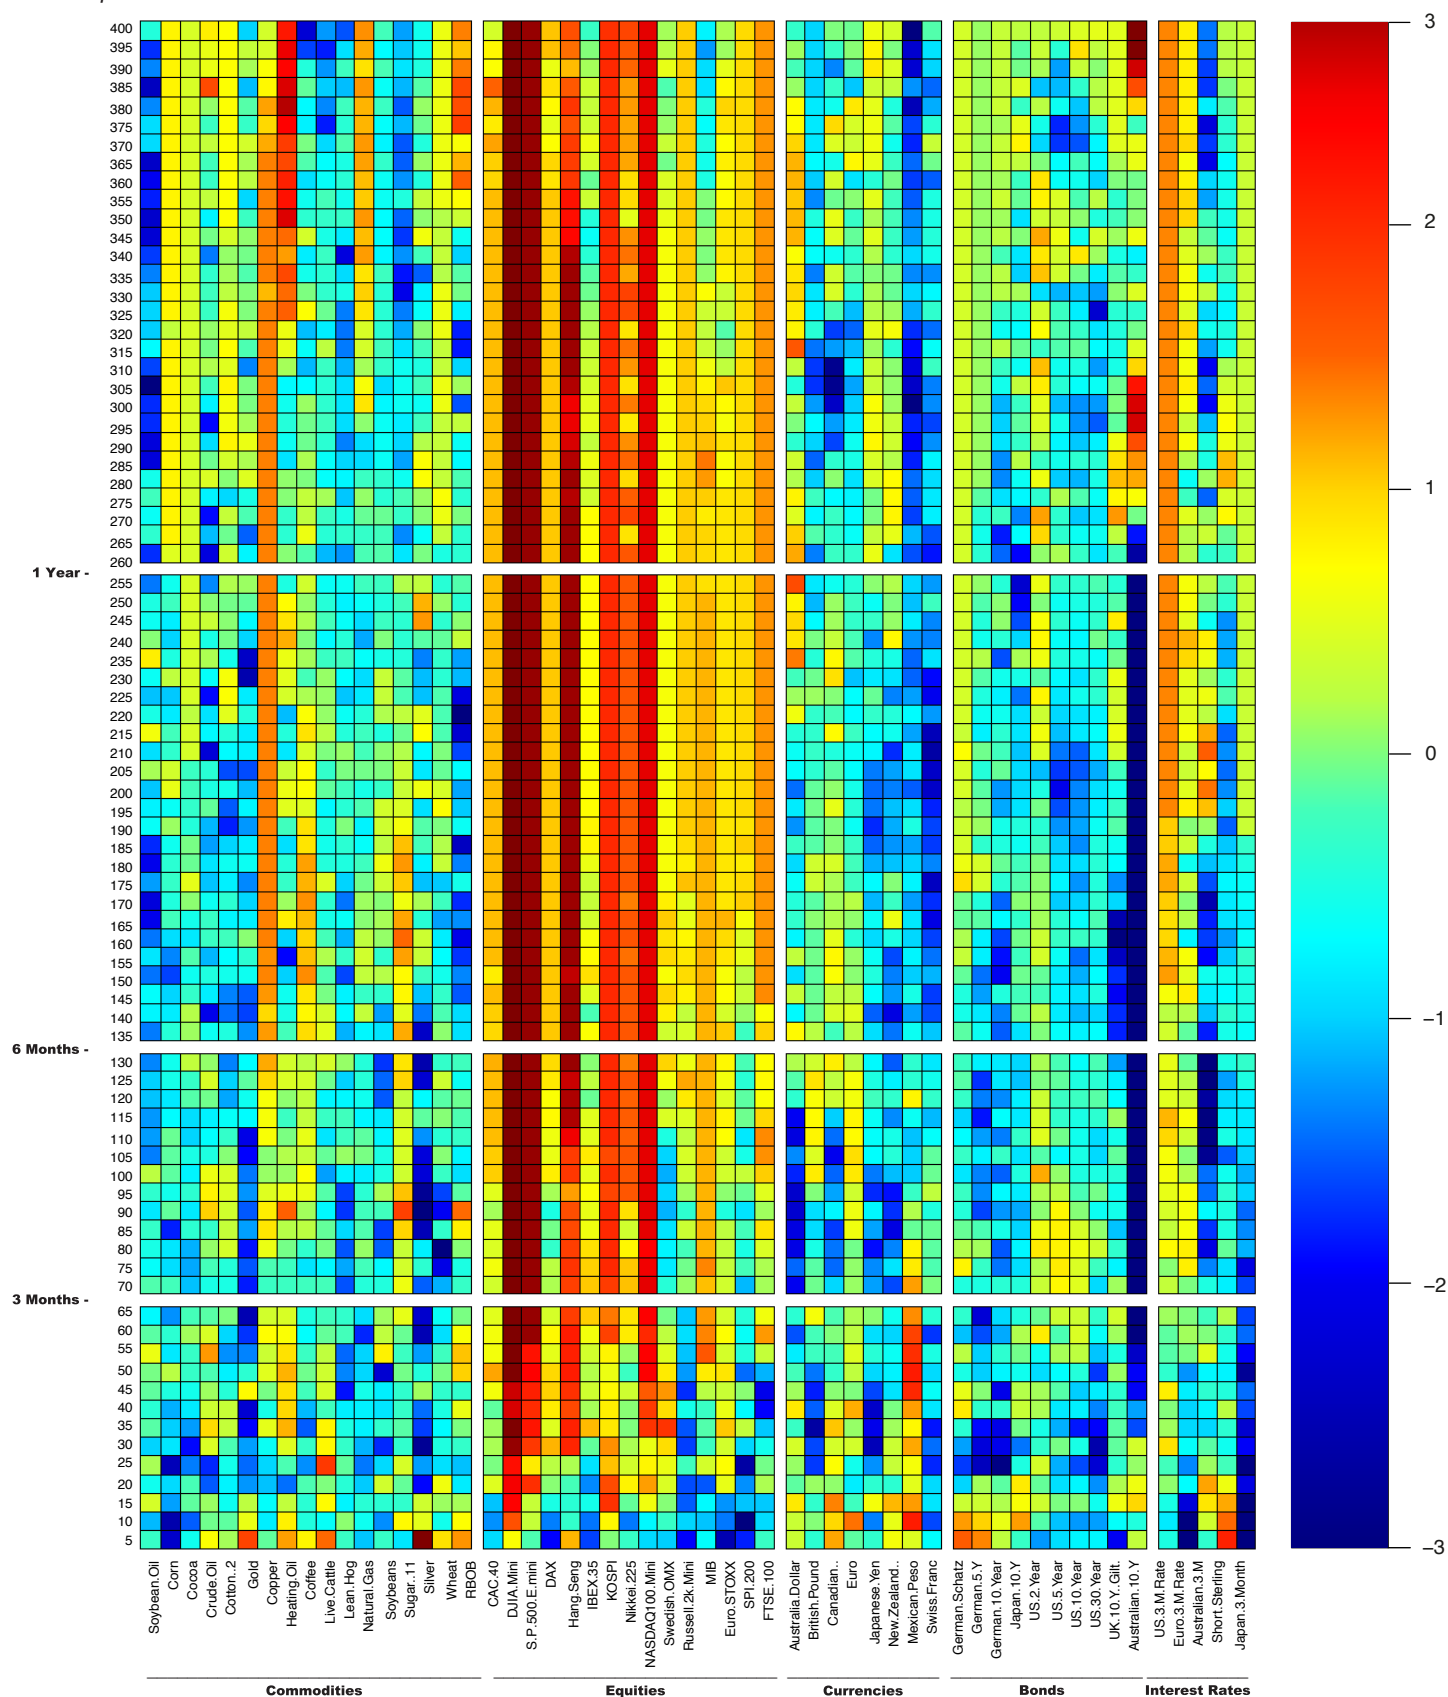 400
395
390
385
380
375
370
365
360
355
350
345
340
335
330
325
320
315
310
305
300
295
290
285
280
275
270
265
260
1 Year -
255
250
245
240
235
230
225
220
215
210
205
200
195
190
185
180
175
170
165
160
155
150
145
140
135
6 Months -
130
125
120
115
110
105
100
95
90
85
80
75
70
3 Months -
65
60
55
50
45
40
35
30
25
20
15
10
5
3
2
1
0
−1
−2
−3
Soybean.Oil
Corn
Cocoa
Crude.Oil
Cotton..2
Gold
Copper
Heating.Oil
Coffee
Live.Cattle
Lean.Hog
Natural.Gas
Soybeans
Sugar..11
Silver
Wheat
RBOB
CAC.40
DJIA.Mini
S.P.500.E.mini
DAX
Hang.Seng
IBEX.35
KOSPI
Nikkei.225
NASDAQ100.Mini
Swedish.OMX
Russell.2k.Mini
MIB
Euro.STOXX
SPI.200
FTSE.100
Australia.Dollar
British.Pound
Canadian..
Euro
Japanese.Yen
New.Zealand..
Mexican.Peso
Swiss.Franc
German.Schatz
German.5.Y
German.10.Year
Japan.10.Y
US.2.Year
US.5.Year
US.10.Year
US.30.Year
UK.10.Y..Gilt.
Australian.10.Y
US.3.M.Rate
Euro.3.M.Rate
Australian.3.M
Short.Sterling
Japan.3.Month
Commodities
Equities
Currencies
Bonds
Interest Rates